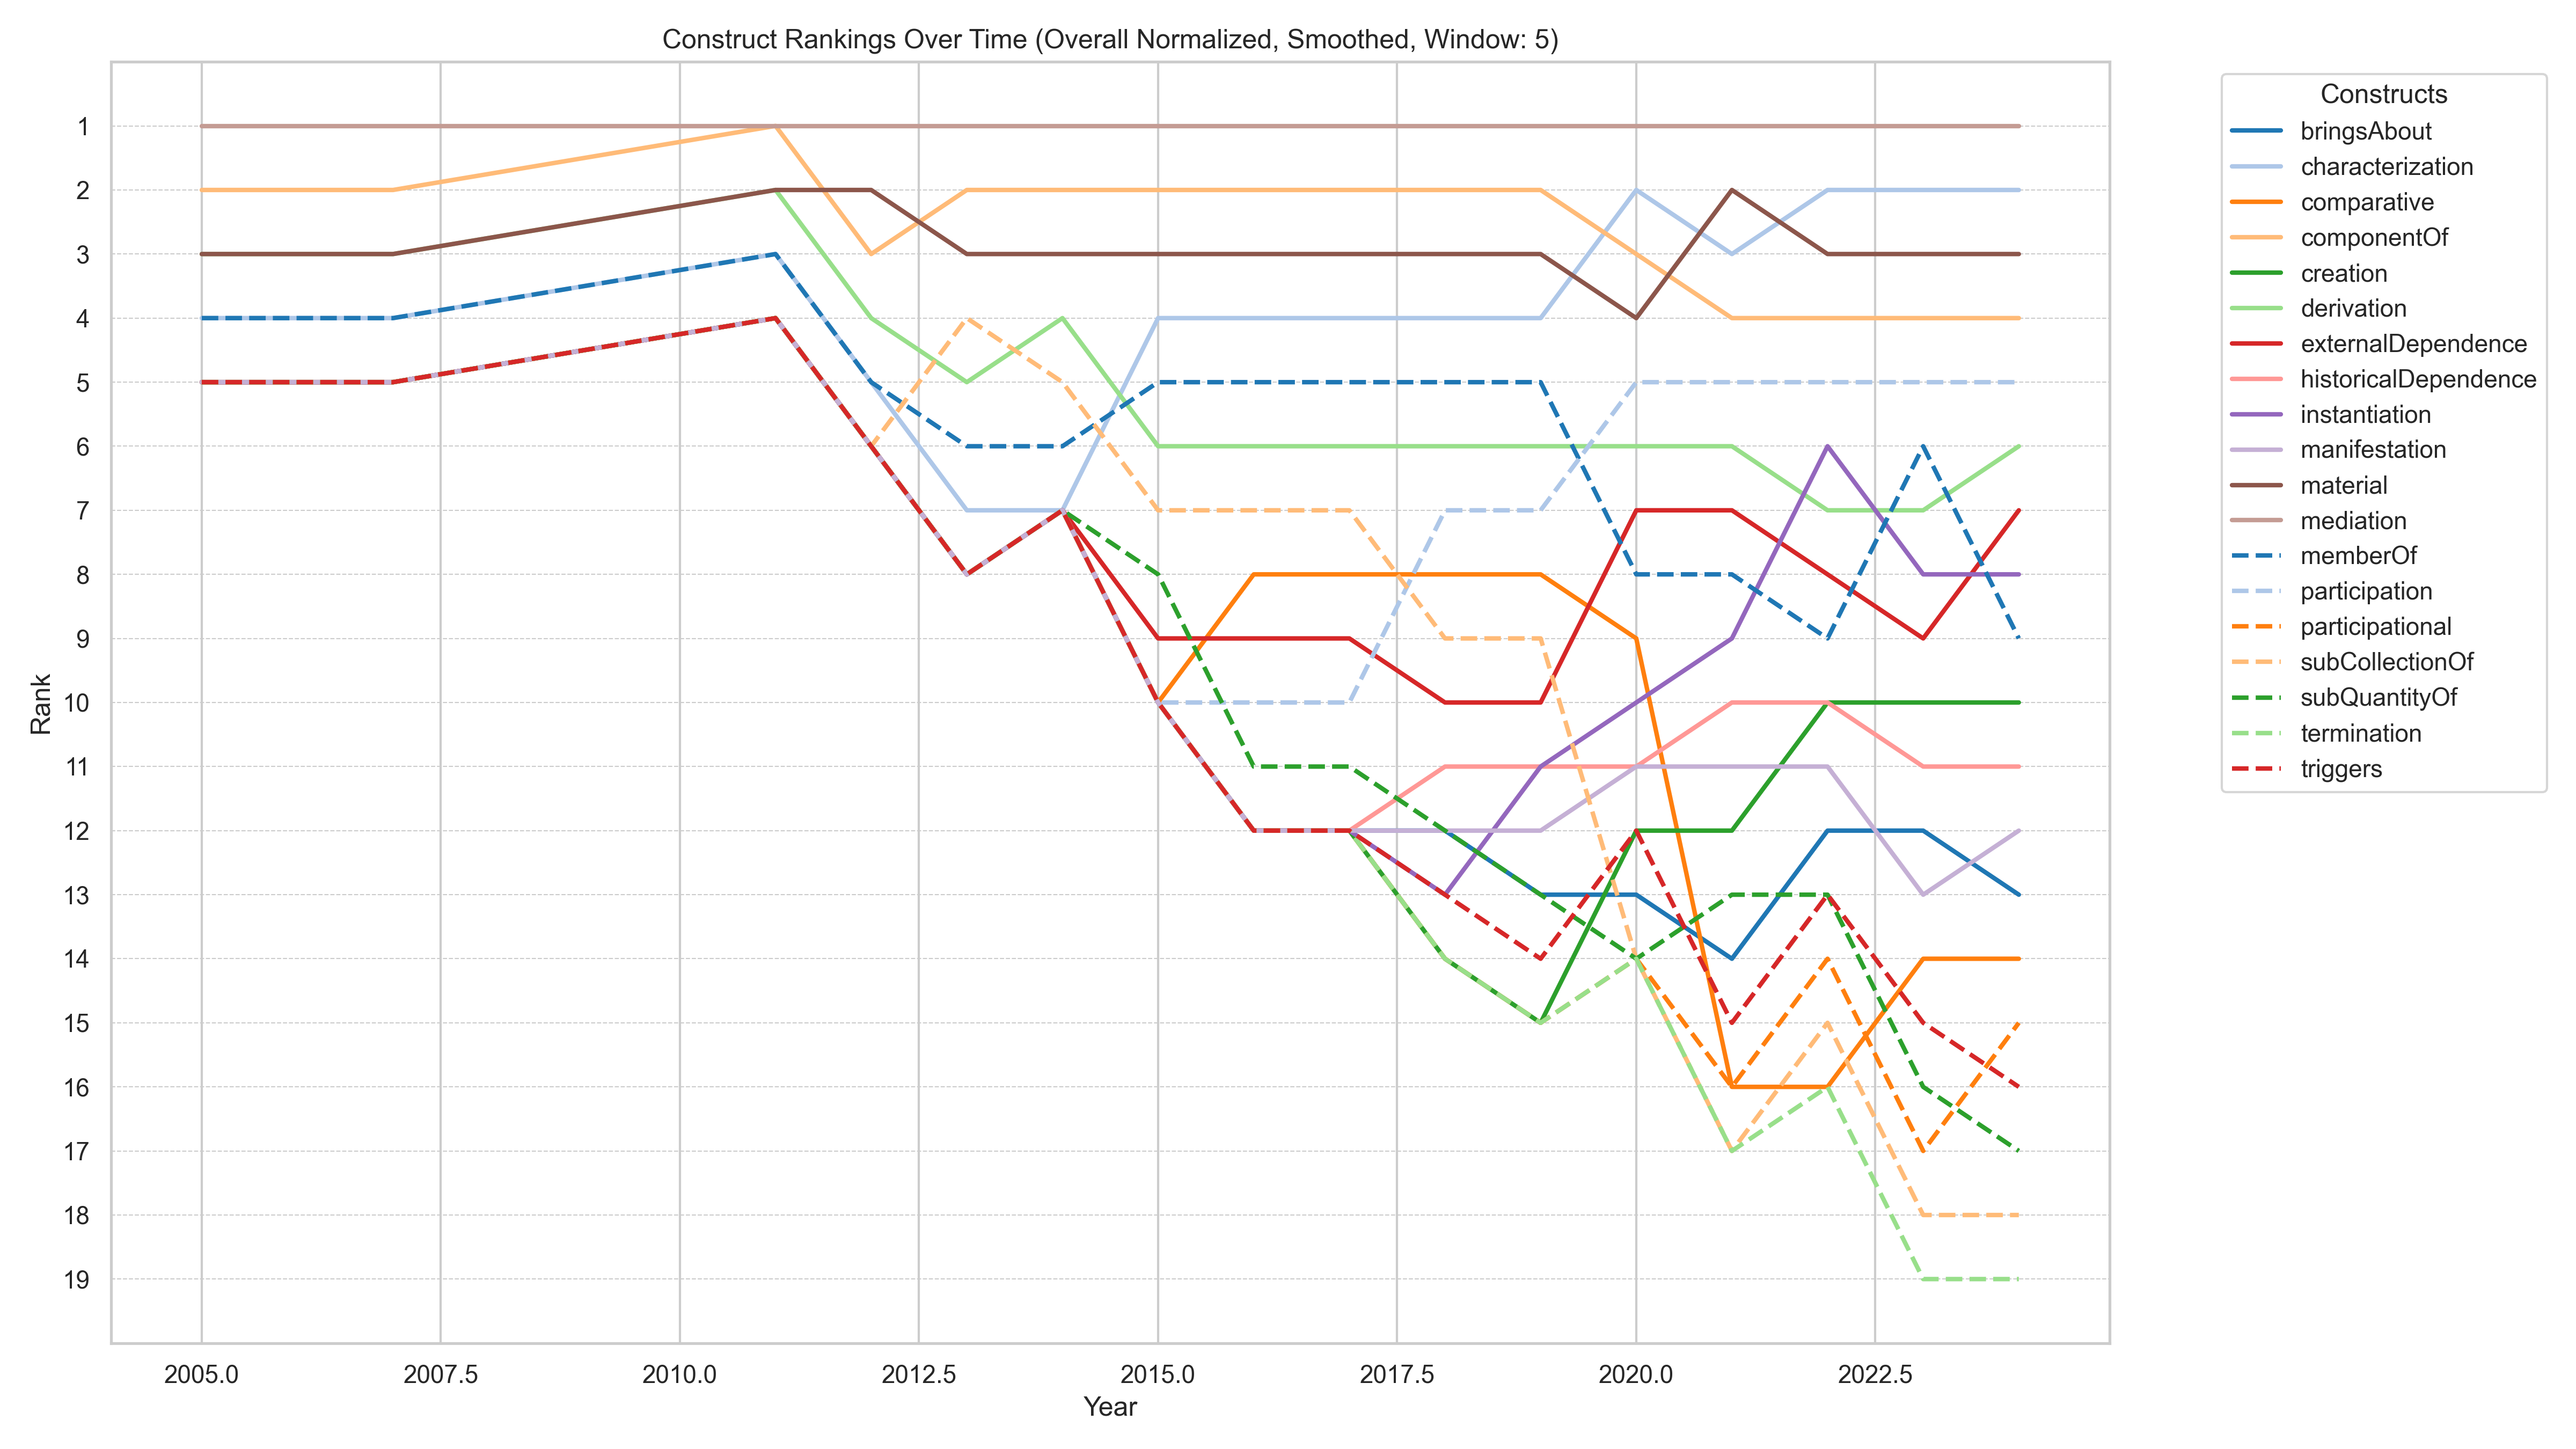 Construct Rankings Over Time (Overall Normalized, Smoothed, Window: 5)
Rank
1
2
3
4
5
6
7
8
9
10
11
12
13
14
15
16
17
18
19
2005.0
2007.5
2010.0
2012.5
2015.0
2017.5
2020.0
2022.5
Year
Constructs
bringsAbout
characterization
comparative
componentOf
creation
derivation
externalDependence
historicalDependence
instantiation
manifestation
material
mediation
memberOf
participation
participational
subCollectionOf
subQuantityOf
termination
triggers